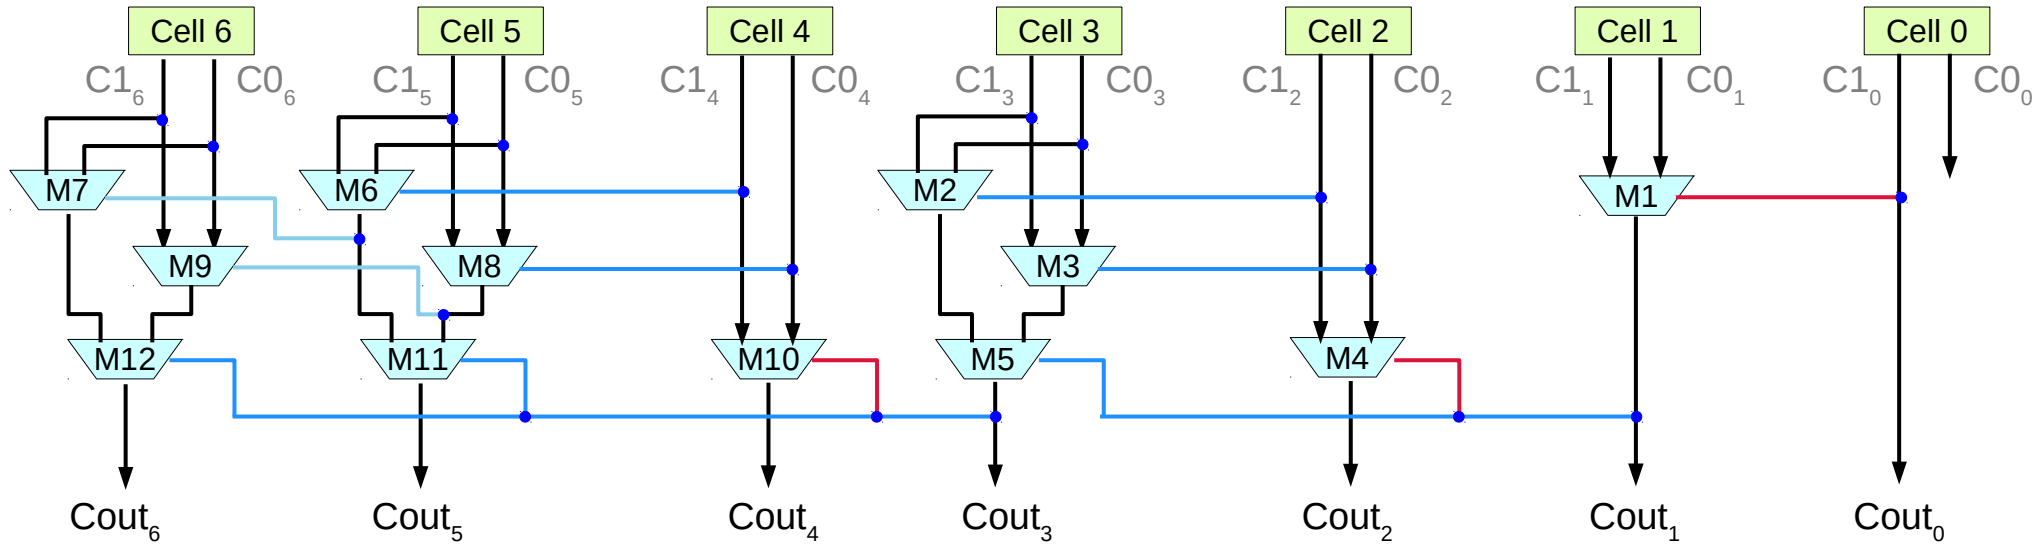 Cell 6 Cell 5 Cell 4 Cell 3 Cell 2 Cell 1 Cell 0
C1₆ C0₆ C1₅ C0₅ C1₄ C0₄ C1₃ C0₃ C1₂ C0₂ C1₁ C0₁ C1₀ C0₀
M7 M6 M2 M1
M9 M8 M3
M12 M11 M10 M5 M4
Cout₆ Cout₅ Cout₄ Cout₃ Cout₂ Cout₁ Cout₀